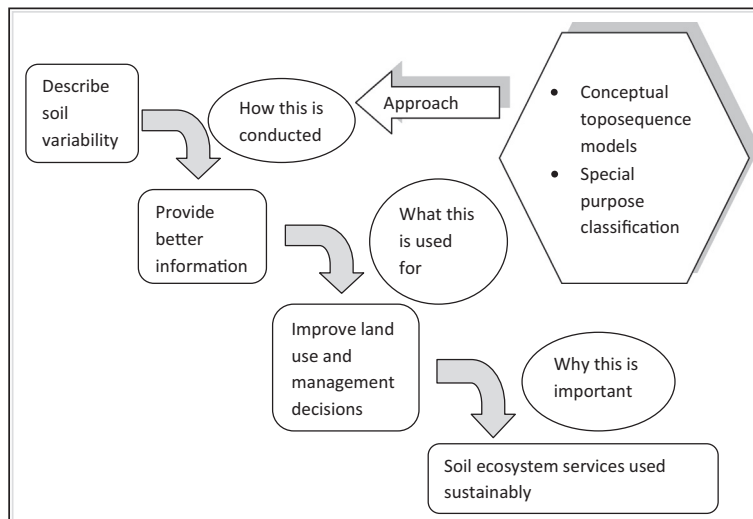 Describe
soil
variability
How this is
conducted
Approach
• Conceptual
toposequence
models
• Special
purpose
classification
Provide
better
information
What this
is used
for
Improve land
use and
management
decisions
Why this is
important
Soil ecosystem services used
sustainably